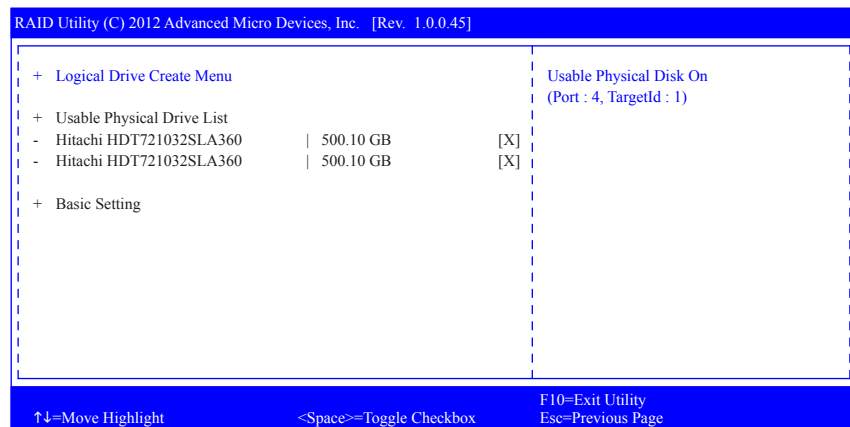 RAID Utility (C) 2012 Advanced Micro Devices, Inc. [Rev. 1.0.0.45]
+ Logical Drive Create Menu
+ Usable Physical Drive List
- Hitachi HDT721032SLA360 | 500.10 GB [X]
- Hitachi HDT721032SLA360 | 500.10 GB [X]
+ Basic Setting
Usable Physical Disk On
(Port : 4, TargetId : 1)
↑↓=Move Highlight <Space>=Toggle Checkbox
F10=Exit Utility
Esc=Previous Page